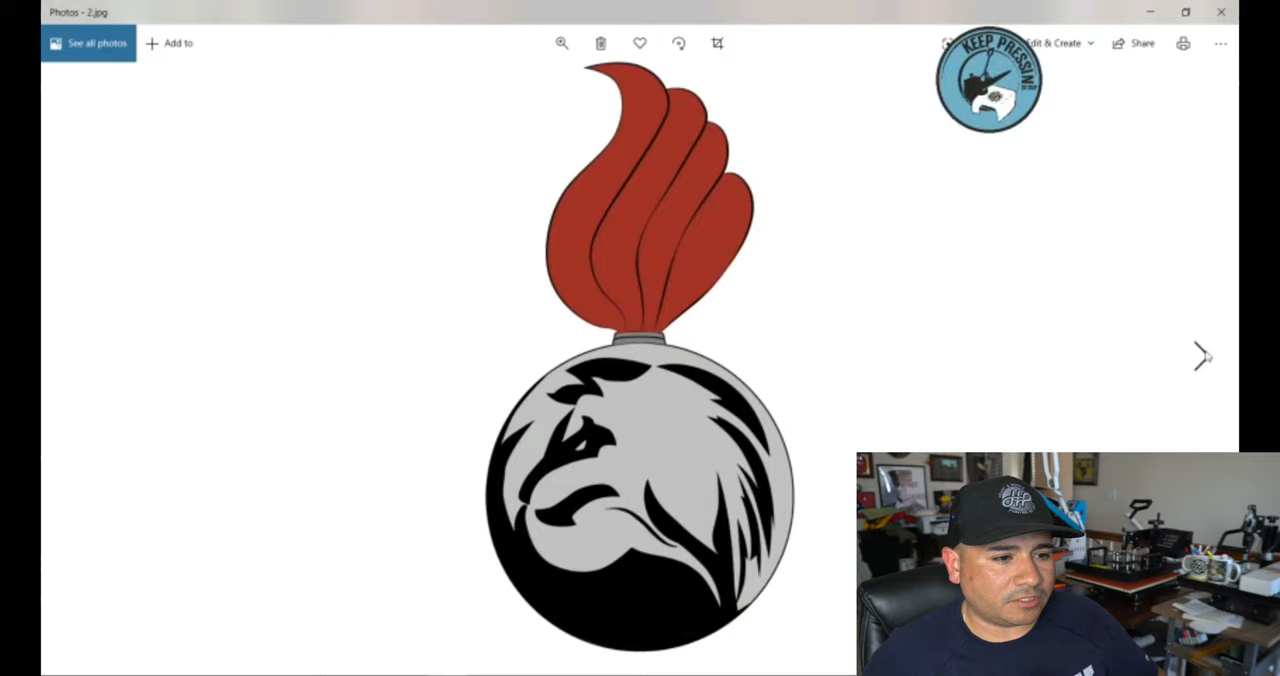 Photos - 2.jpg
See all photos
Add to
Edit & Create
Share
KEEP PRESSIN